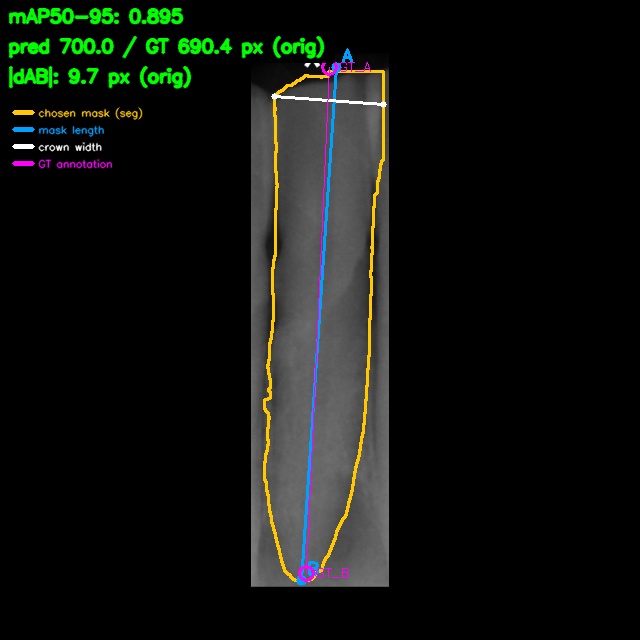 mAP50-95: 0.895
pred 700.0 / GT 690.4 px (orig)
|dAB|: 9.7 px (orig)
chosen mask (seg)
mask length
crown width
GT annotation
A
GT_A
B
GT_B